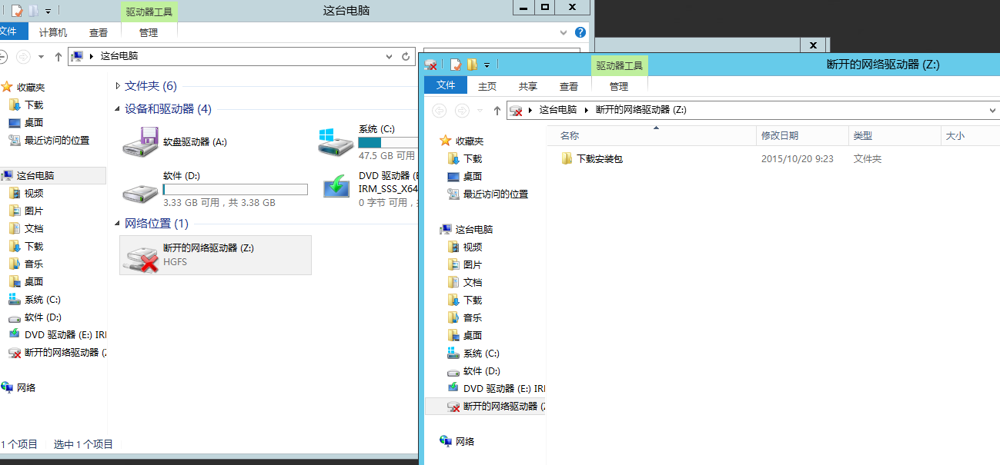 驱动器工具
这台电脑
文件
计算机
查看
管理
这台电脑
收藏夹
下载
桌面
最近访问的位置
这台电脑
视频
图片
文档
下载
音乐
桌面
系统 (C:)
软件 (D:)
DVD 驱动器 (E:) IRI
断开的网络驱动器 (Z
网络
文件夹 (6)
设备和驱动器 (4)
软盘驱动器 (A:)
系统 (C:)
47.5 GB 可用
软件 (D:)
3.33 GB 可用，共 3.38 GB
DVD 驱动器 (E
IRM_SSS_X64
0 字节 可用，
网络位置 (1)
断开的网络驱动器 (Z:)
HGFS
1 个项目
选中 1 个项目
驱动器工具
断开的网络驱动器 (Z:)
文件
主页
共享
查看
管理
这台电脑
断开的网络驱动器 (Z:)
收藏夹
下载
桌面
最近访问的位置
这台电脑
视频
图片
文档
下载
音乐
桌面
系统 (C:)
软件 (D:)
DVD 驱动器 (E:) IRI
断开的网络驱动器 (Z
网络
名称
修改日期
类型
大小
下载安装包
2015/10/20 9:23
文件夹